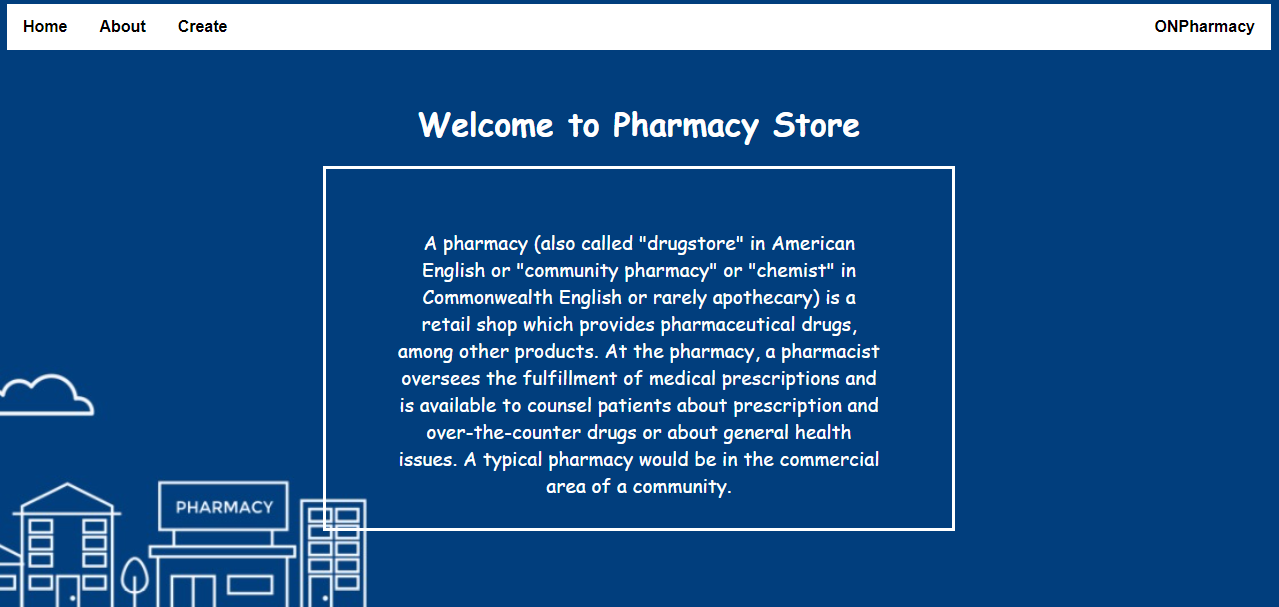 Home About Create ONPharmacy
Welcome to Pharmacy Store
A pharmacy (also called "drugstore" in American
English or "community pharmacy" or "chemist" in
Commonwealth English or rarely apothecary) is a
retail shop which provides pharmaceutical drugs,
among other products. At the pharmacy, a pharmacist
oversees the fulfillment of medical prescriptions and
is available to counsel patients about prescription and
over-the-counter drugs or about general health
issues. A typical pharmacy would be in the commercial
area of a community.
PHARMACY